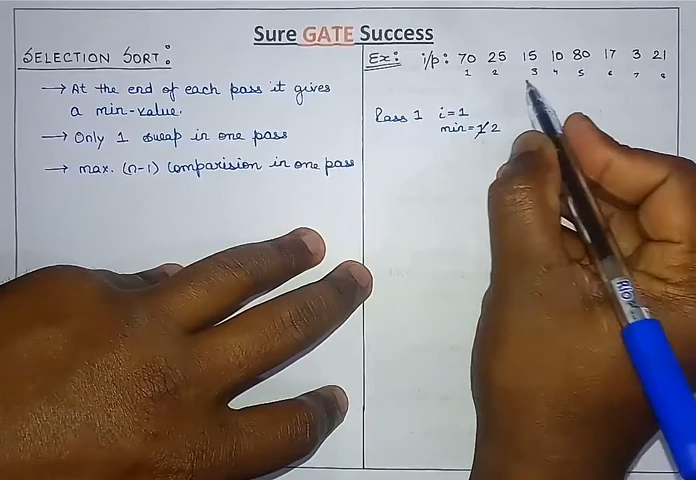 Sure GATE Success
SELECTION SORT:
→ At the end of each pass it gives
a min-value.
→ Only 1 swap in one pass
→ max. (n-1) comparision in one pass
Ex: i/p: 70 25 15 10 80 17 3 21
1 2 3 4 5 6 7 8
Pass 1 i=1
min=1 2